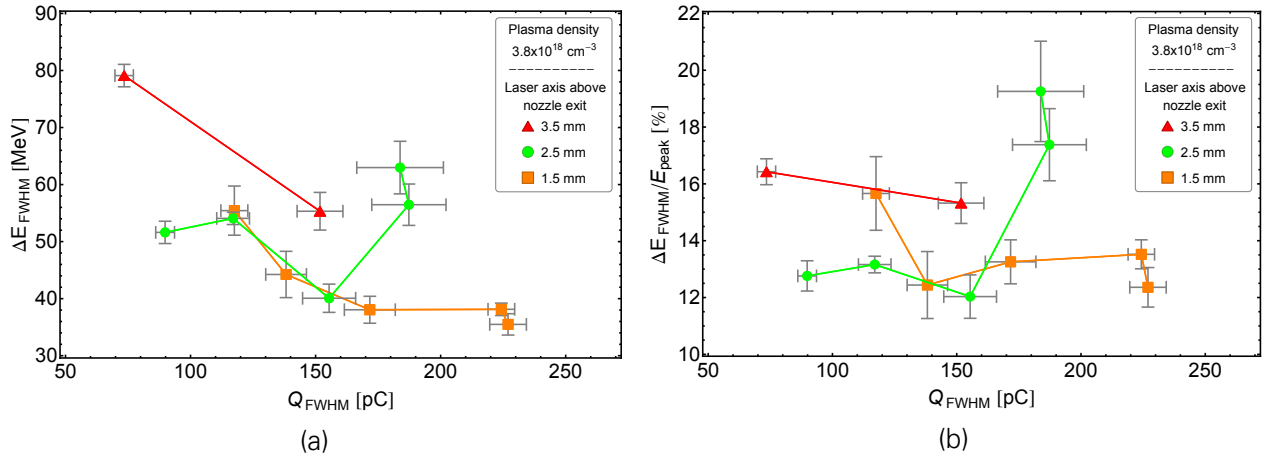 90
80
70
60
50
40
30
ΔE_FWHM [MeV]
Plasma density
3.8x10^18 cm^-3
Laser axis above
nozzle exit
3.5 mm
2.5 mm
1.5 mm
50 100 150 200 250
Q_FWHM [pC]
(a)
22
20
18
16
14
12
10
ΔE_FWHM/E_peak [%]
Plasma density
3.8x10^18 cm^-3
Laser axis above
nozzle exit
3.5 mm
2.5 mm
1.5 mm
50 100 150 200 250
Q_FWHM [pC]
(b)